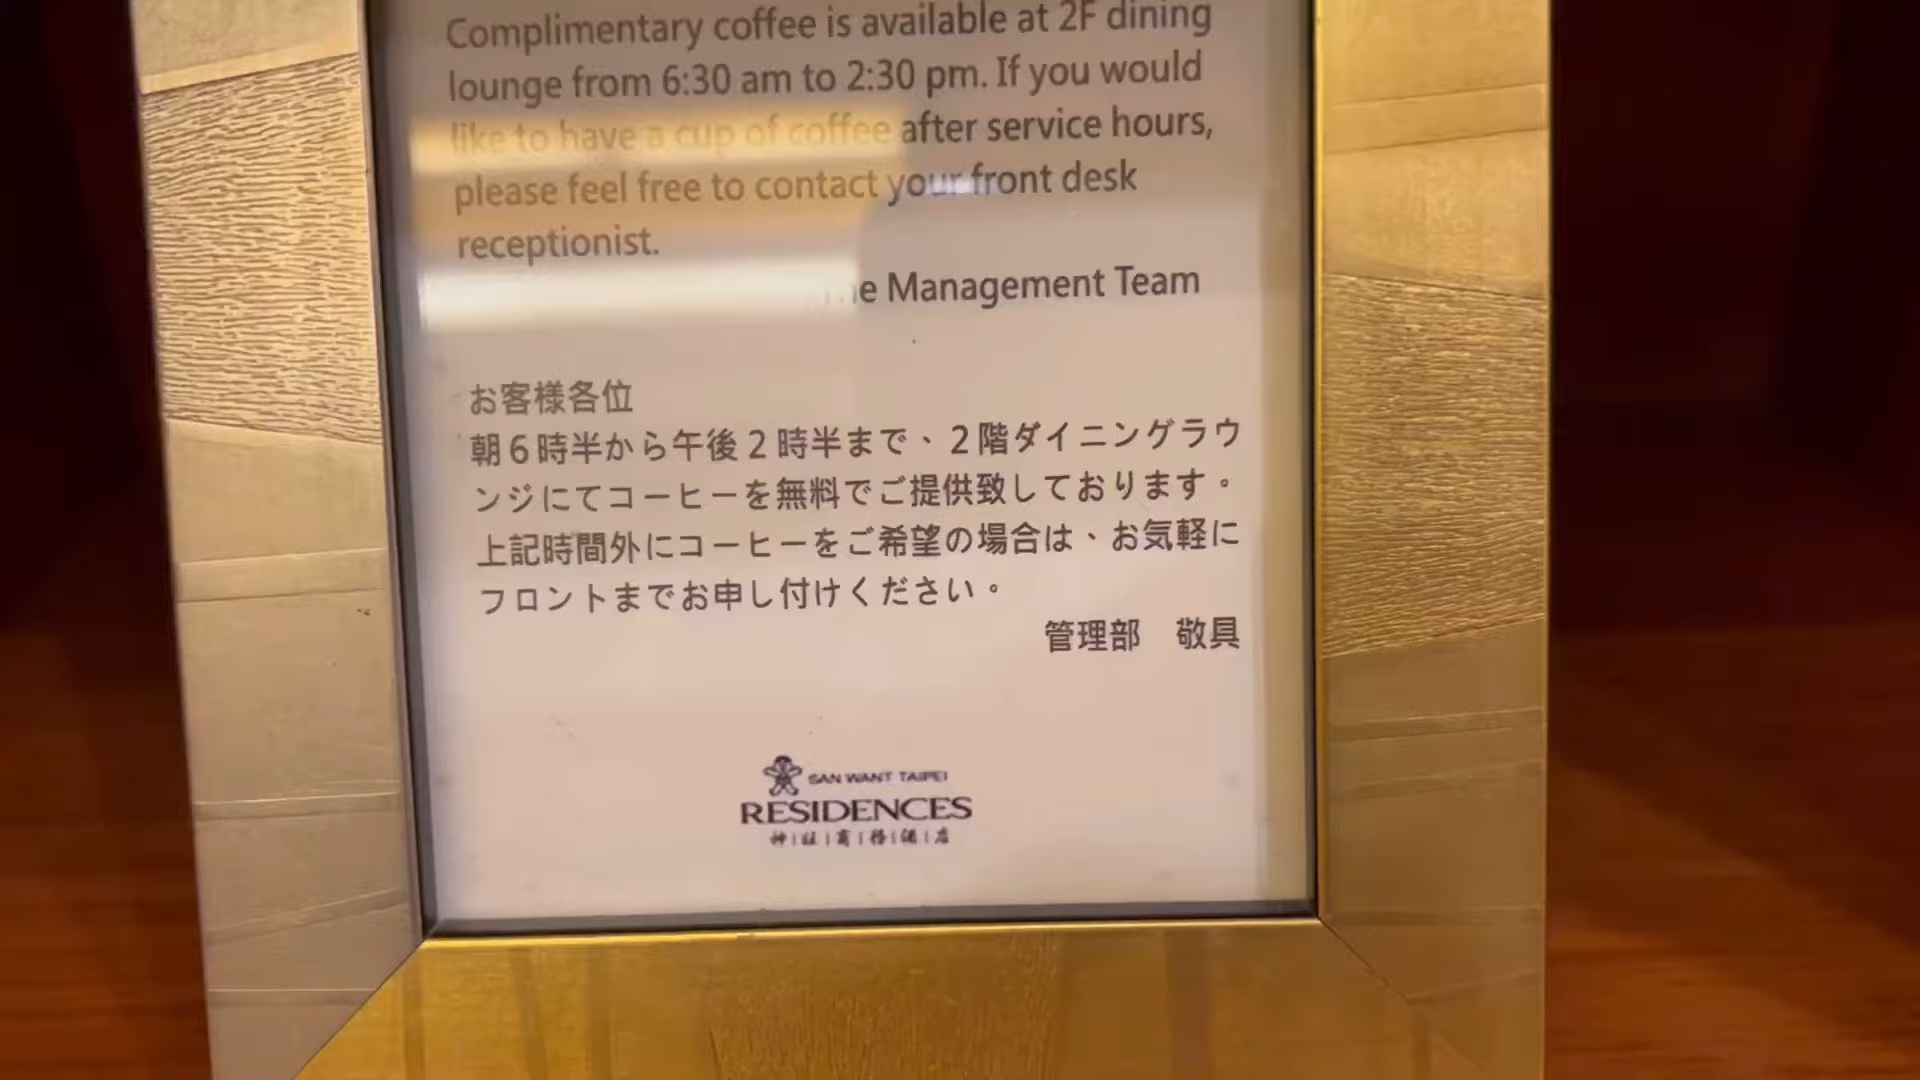 Complimentary coffee is available at 2F dining
lounge from 6:30 am to 2:30 pm. If you would
like to have a cup of coffee after service hours,
please feel free to contact your front desk
receptionist.
The Management Team
お客様各位
朝6時半から午後2時半まで、2階ダイニングラウ
ンジにてコーヒーを無料でご提供致しております。
上記時間外にコーヒーをご希望の場合は、お気軽に
フロントまでお申し付けください。
管理部　敬具
SAN WANT TAIPEI
RESIDENCES
神|旺|商|務|酒|店